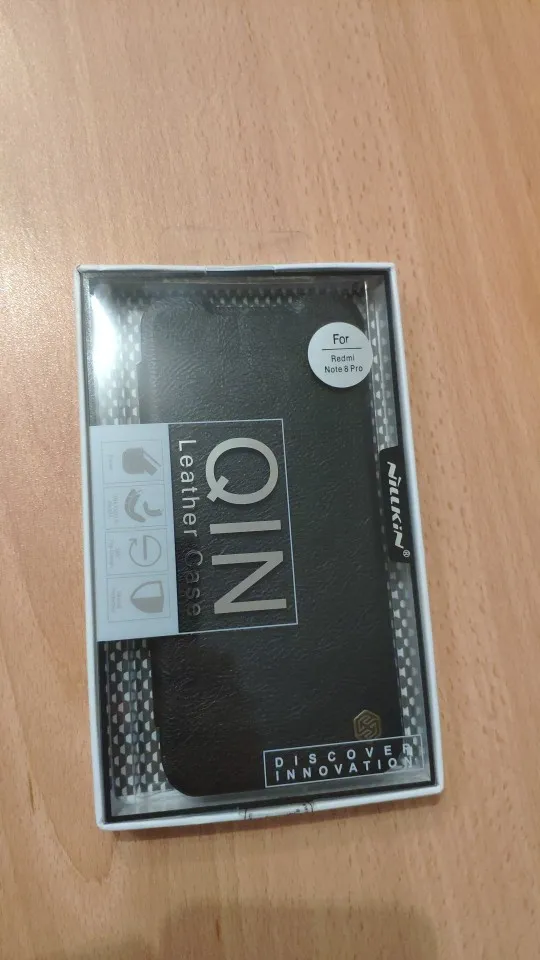 For
Redmi
Note 8 Pro
NiLLKiN®
QIN
Leather Case
DISCOVER
INNOVATION